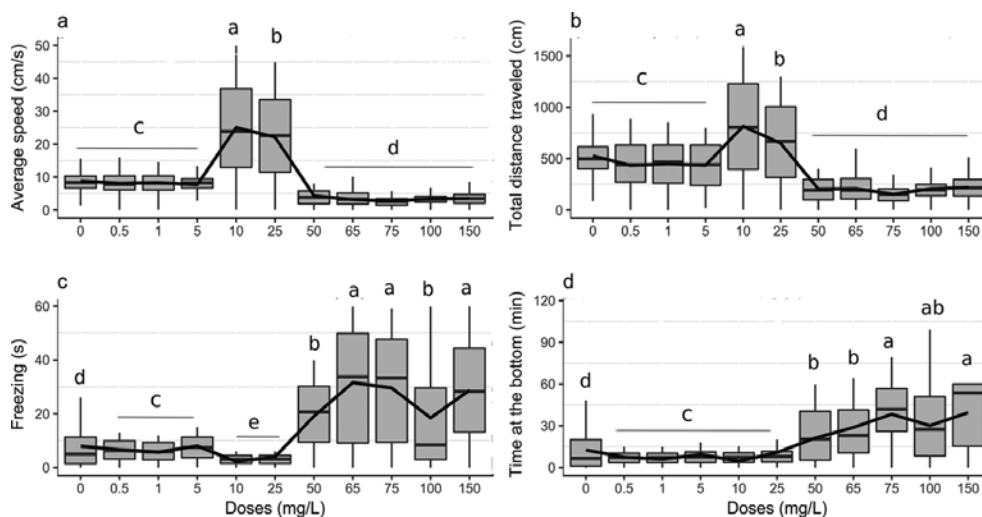 a
Average speed (cm/s)
50
40
30
20
10
0
c
a
b
d
0 0.5 1 5 10 25 50 65 75 100 150
b
Total distance traveled (cm)
1500
1000
500
0
c
a
b
d
0 0.5 1 5 10 25 50 65 75 100 150
c
Freezing (s)
60
40
20
0
d
c
e
b
a
a
b
a
0 0.5 1 5 10 25 50 65 75 100 150
Doses (mg/L)
d
Time at the bottom (min)
120
90
60
30
0
d
c
b
b
a
ab
a
0 0.5 1 5 10 25 50 65 75 100 150
Doses (mg/L)